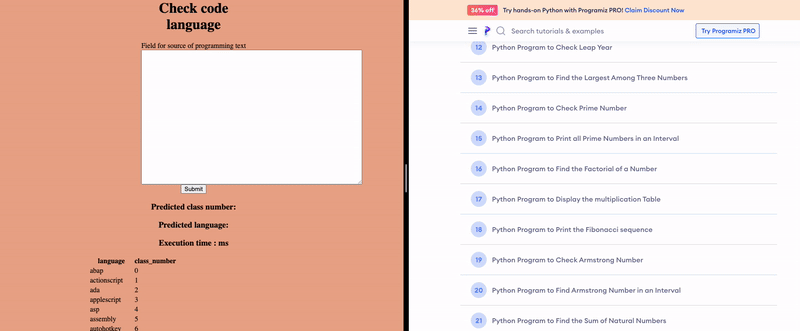 Check code
language
Field for source of programming text
Submit
Predicted class number:
Predicted language:
Execution time : ms
language class_number
abap 0
actionscript 1
ada 2
applescript 3
asp 4
assembly 5
autohotkey 6
36% off Try hands-on Python with Programiz PRO! Claim Discount Now
Search tutorials & examples
Try Programiz PRO
12 Python Program to Check Leap Year
13 Python Program to Find the Largest Among Three Numbers
14 Python Program to Check Prime Number
15 Python Program to Print all Prime Numbers in an Interval
16 Python Program to Find the Factorial of a Number
17 Python Program to Display the multiplication Table
18 Python Program to Print the Fibonacci sequence
19 Python Program to Check Armstrong Number
20 Python Program to Find Armstrong Number in an Interval
21 Python Program to Find the Sum of Natural Numbers